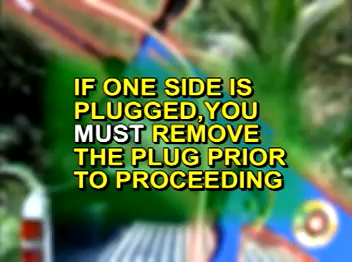 IF ONE SIDE IS
PLUGGED,YOU
MUST REMOVE
THE PLUG PRIOR
TO PROCEEDING